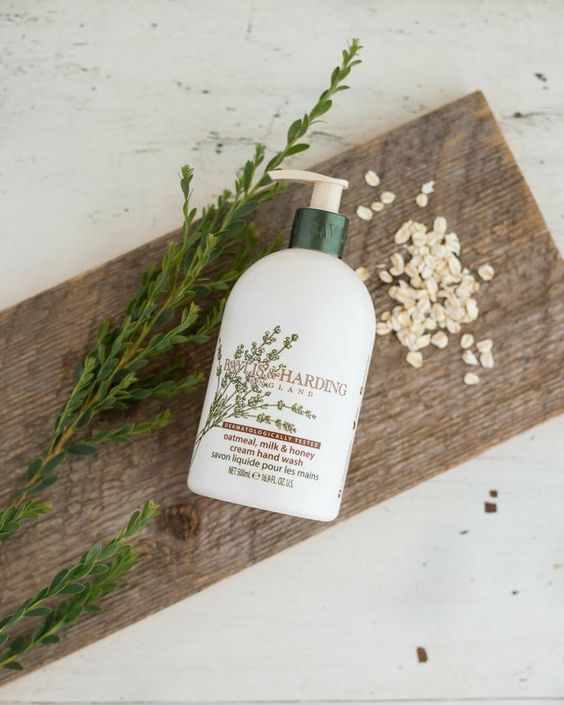 BAYLIS & HARDING
ENGLAND
DERMATOLOGICALLY TESTED
oatmeal, milk & honey
cream hand wash
savon liquide pour les mains
NET 500mL ℮ 16.9 FL OZ. U.S